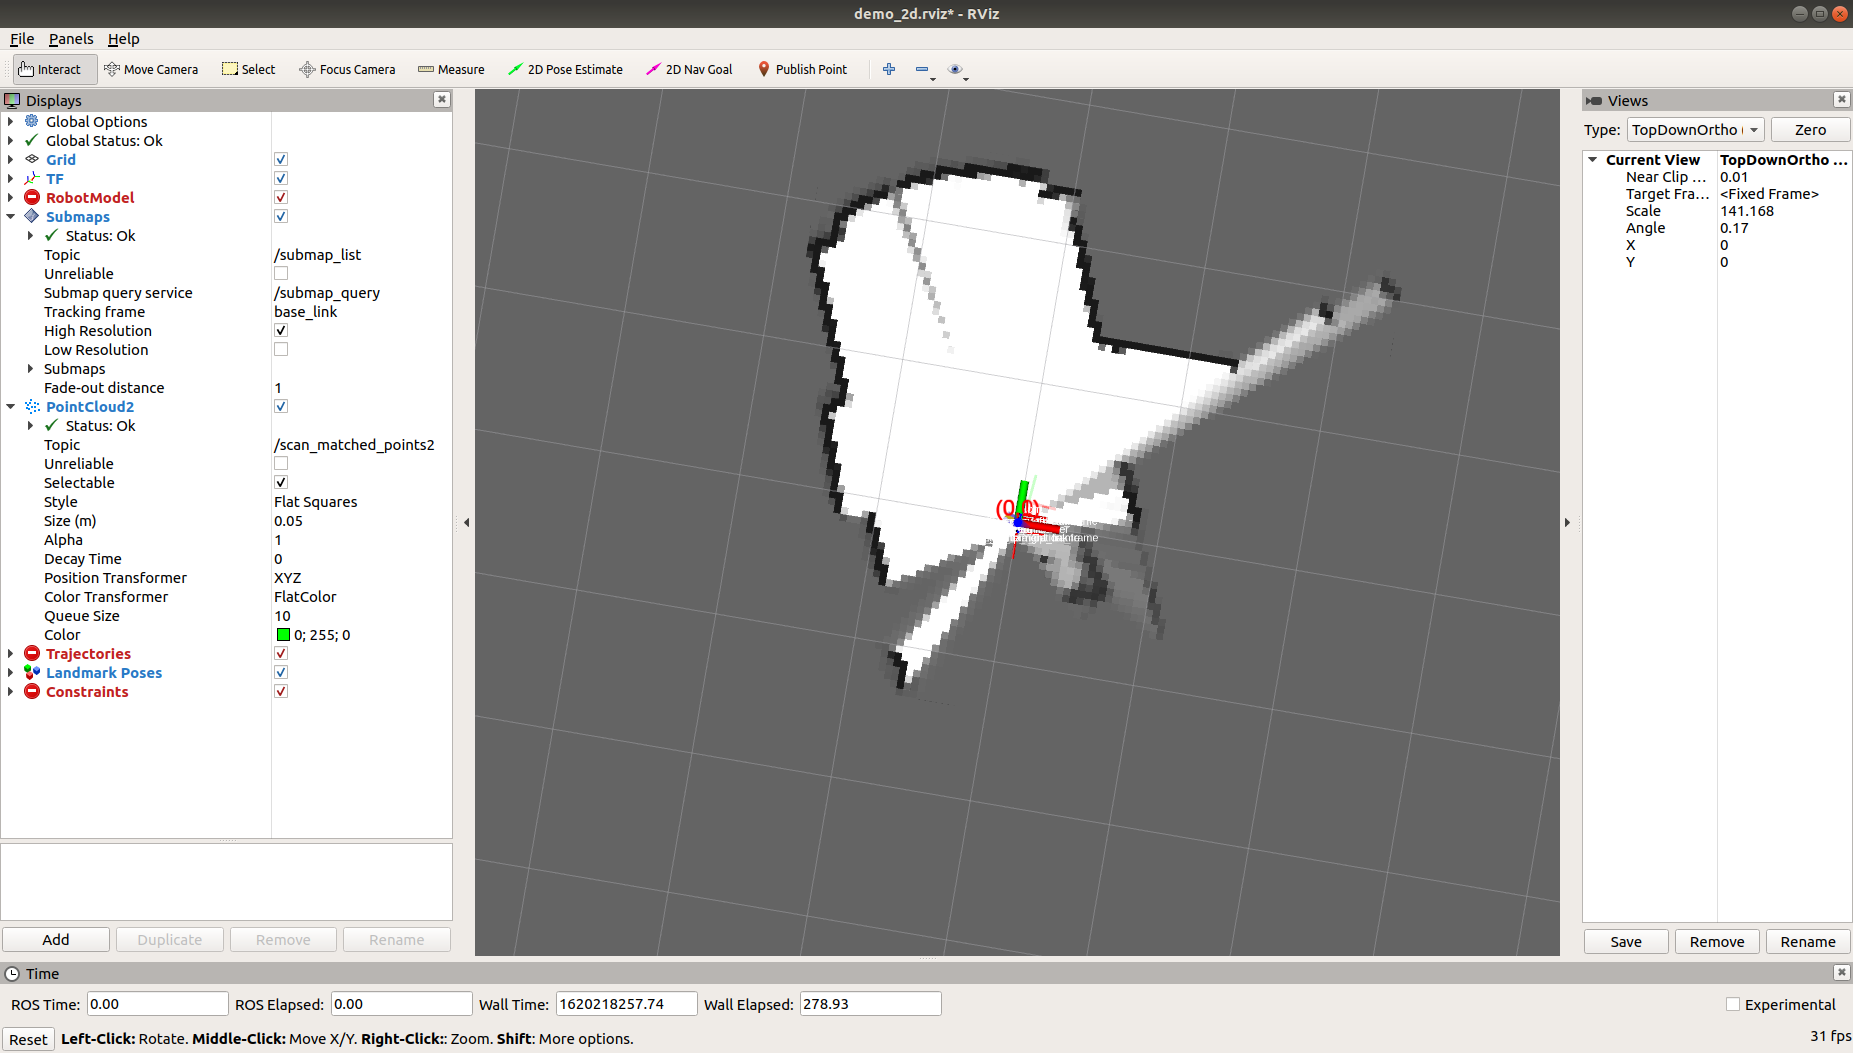 demo_2d.rviz* - RViz
File Panels Help
Interact Move Camera Select Focus Camera Measure 2D Pose Estimate 2D Nav Goal Publish Point
Displays
Global Options
Global Status: Ok
Grid
TF
RobotModel
Submaps
Status: Ok
Topic /submap_list
Unreliable
Submap query service /submap_query
Tracking frame base_link
High Resolution
Low Resolution
Submaps
Fade-out distance 1
PointCloud2
Status: Ok
Topic /scan_matched_points2
Unreliable
Selectable
Style Flat Squares
Size (m) 0.05
Alpha 1
Decay Time 0
Position Transformer XYZ
Color Transformer FlatColor
Queue Size 10
Color 0; 255; 0
Trajectories
Landmark Poses
Constraints
Add Duplicate Remove Rename
Views
Type: TopDownOrtho ( Zero
Current View TopDownOrtho ...
Near Clip ... 0.01
Target Fra... <Fixed Frame>
Scale 141.168
Angle 0.17
X 0
Y 0
Save Remove Rename
Time
ROS Time: 0.00 ROS Elapsed: 0.00 Wall Time: 1620218257.74 Wall Elapsed: 278.93 Experimental
Reset Left-Click: Rotate. Middle-Click: Move X/Y. Right-Click:: Zoom. Shift: More options. 31 fps